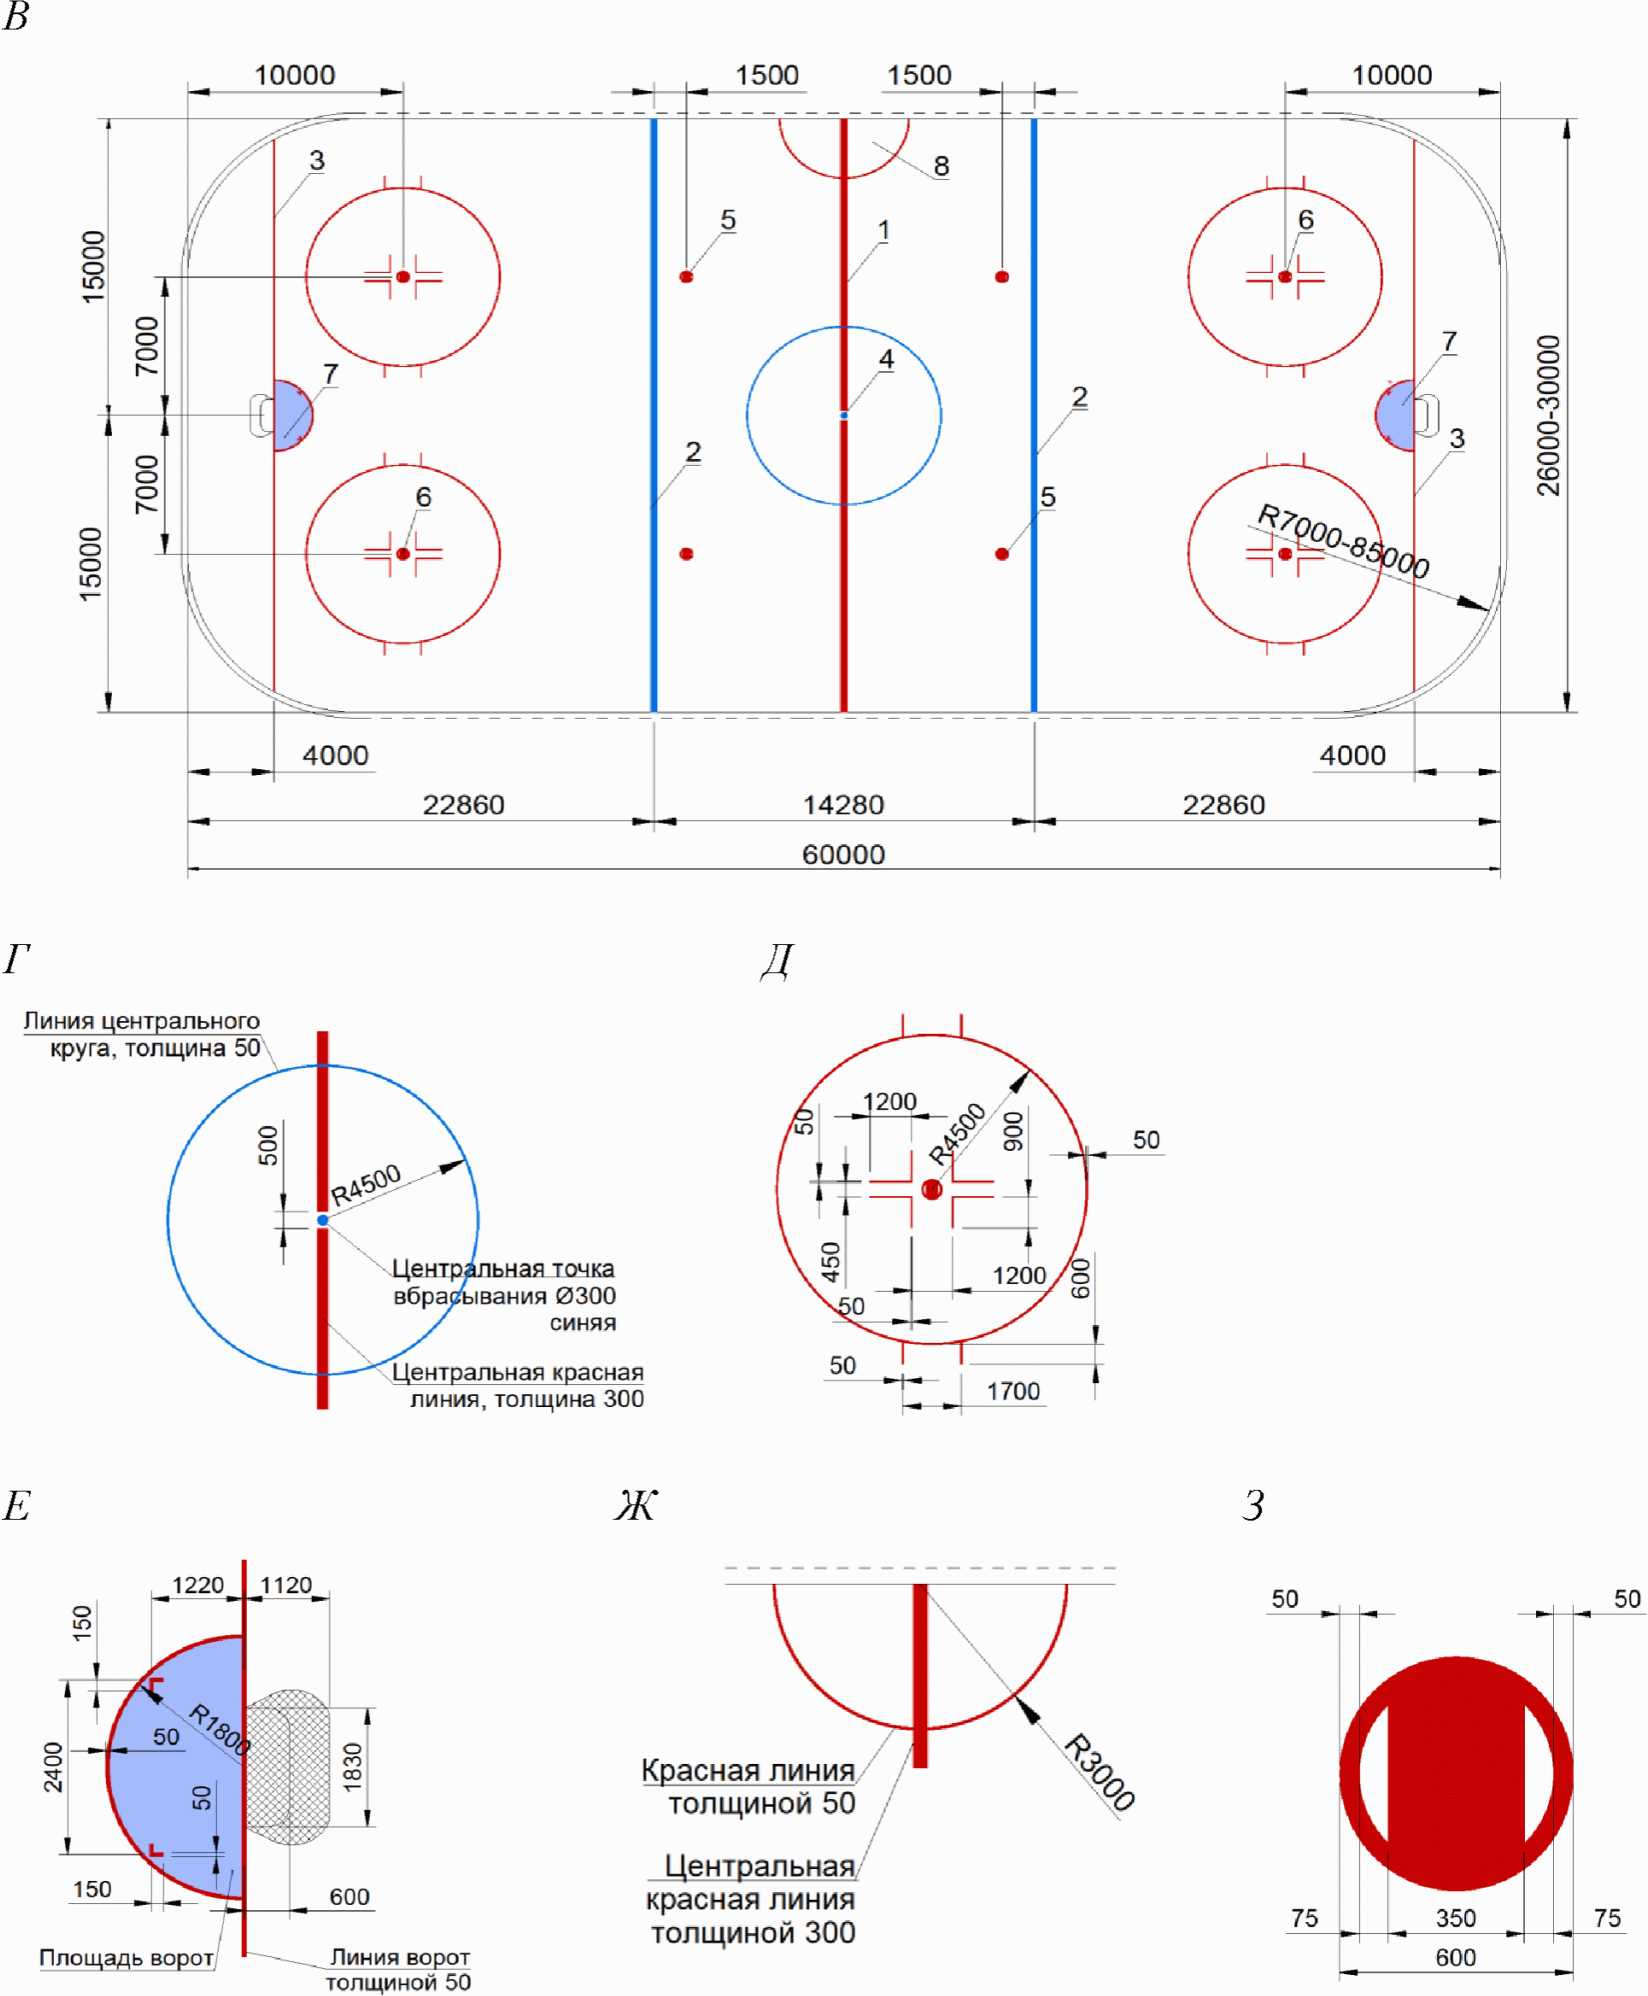 В
10000
1500
1500
10000
3
8
5
1
6
15000
7000
7
4
7
2
2
3
26000-30000
7000
6
5
R7000-85000
15000
4000
4000
22860
14280
22860
60000
Г
Д
Линия центрального
круга, толщина 50
500
R4500
Центральная точка
вбрасывания Ø300
синяя
Центральная красная
линия, толщина 300
50
1200
R4500
900
50
450
1200
600
50
50
1700
Е
Ж
З
1220
1120
150
R1800
50
2400
1830
50
150
600
Площадь ворот
Линия ворот
толщиной 50
R3000
Красная линия
толщиной 50
Центральная
красная линия
толщиной 300
50
50
75
350
75
600